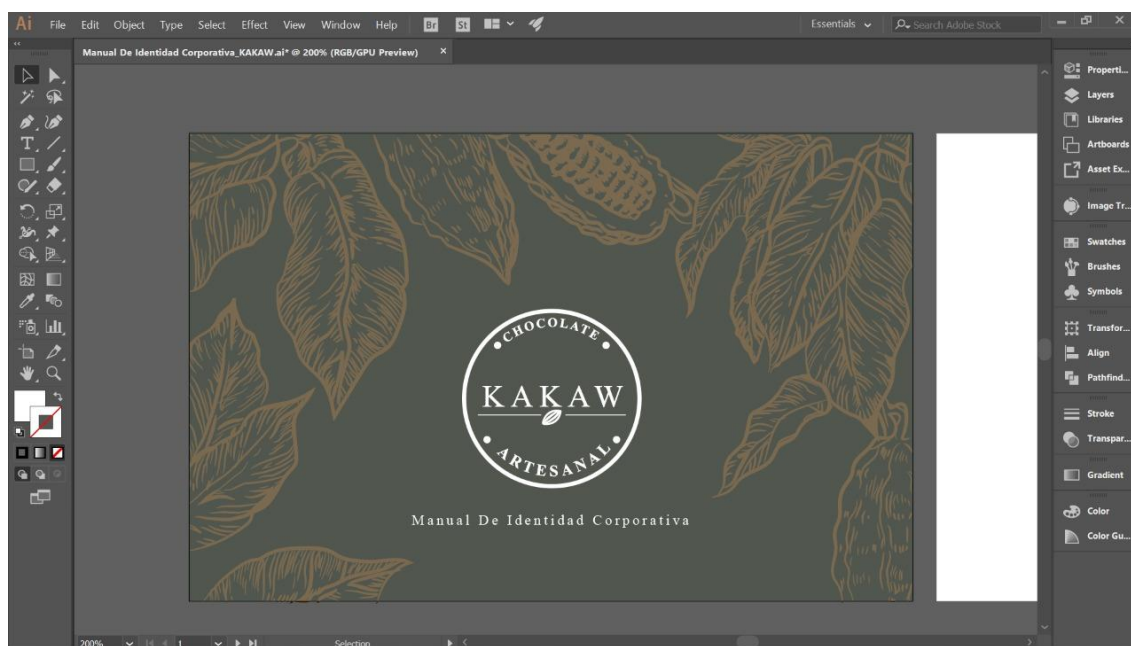 Ai File Edit Object Type Select Effect View Window Help Br St Essentials Search Adobe Stock
Manual De Identidad Corporativa_KAKAW.ai* @ 200% (RGB/GPU Preview) ×
Properti...
Layers
Libraries
Artboards
Asset Ex...
Image Tr...
Swatches
Brushes
Symbols
Transfor...
Align
Pathfind...
Stroke
Transpar...
Gradient
Color
Color Gu...
CHOCOLATE
KAKAW
ARTESANAL
Manual De Identidad Corporativa
200% 1 Selection